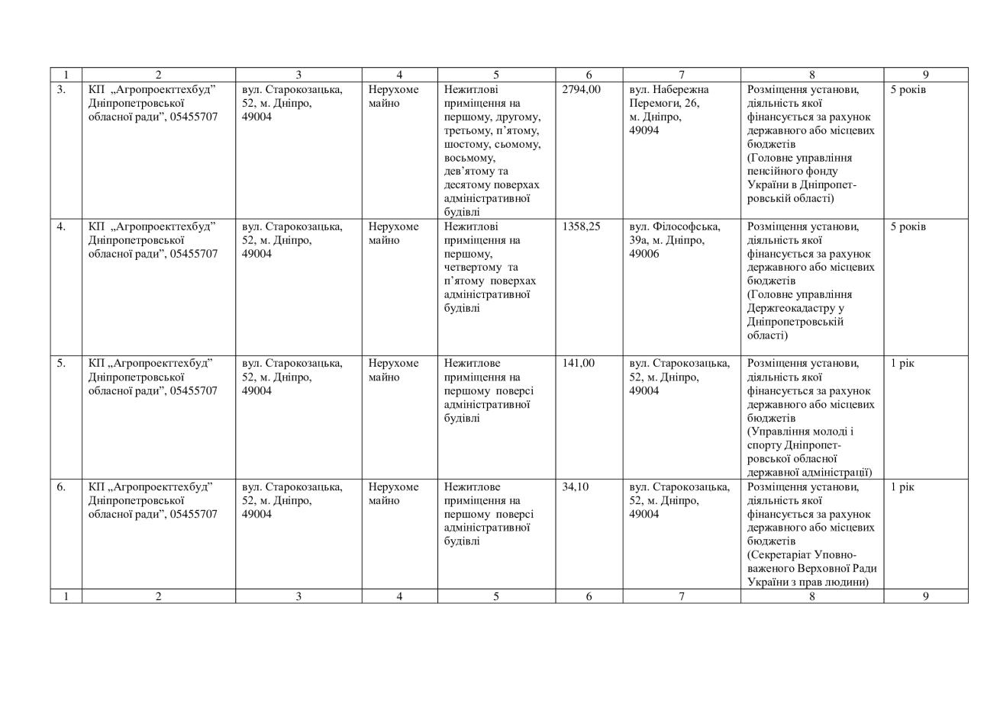 1 2 3 4 5 6 7 8 9
3.
КП „Агропроекттехбуд”
Дніпропетровської
обласної ради”, 05455707
вул. Старокозацька,
52, м. Дніпро,
49004
Нерухоме
майно
Нежитлові
приміщення на
першому, другому,
третьому, п’ятому,
шостому, сьомому,
восьмому,
дев’ятому та
десятому поверхах
адміністративної
будівлі
2794,00
вул. Набережна
Перемоги, 26,
м. Дніпро,
49094
Розміщення установи,
діяльність якої
фінансується за рахунок
державного або місцевих
бюджетів
(Головне управління
пенсійного фонду
України в Дніпропет-
ровській області)
5 років
4.
КП „Агропроекттехбуд”
Дніпропетровської
обласної ради”, 05455707
вул. Старокозацька,
52, м. Дніпро,
49004
Нерухоме
майно
Нежитлові
приміщення на
першому,
четвертому та
п’ятому поверхах
адміністративної
будівлі
1358,25
вул. Філософська,
39а, м. Дніпро,
49006
Розміщення установи,
діяльність якої
фінансується за рахунок
державного або місцевих
бюджетів
(Головне управління
Держгеокадастру у
Дніпропетровській
області)
5 років
5.
КП „Агропроекттехбуд”
Дніпропетровської
обласної ради”, 05455707
вул. Старокозацька,
52, м. Дніпро,
49004
Нерухоме
майно
Нежитлове
приміщення на
першому поверсі
адміністративної
будівлі
141,00
вул. Старокозацька,
52, м. Дніпро,
49004
Розміщення установи,
діяльність якої
фінансується за рахунок
державного або місцевих
бюджетів
(Управління молоді і
спорту Дніпропет-
ровської обласної
державної адміністрації)
1 рік
6.
КП „Агропроекттехбуд”
Дніпропетровської
обласної ради”, 05455707
вул. Старокозацька,
52, м. Дніпро,
49004
Нерухоме
майно
Нежитлове
приміщення на
першому поверсі
адміністративної
будівлі
34,10
вул. Старокозацька,
52, м. Дніпро,
49004
Розміщення установи,
діяльність якої
фінансується за рахунок
державного або місцевих
бюджетів
(Секретаріат Уповно-
важеного Верховної Ради
України з прав людини)
1 рік
1 2 3 4 5 6 7 8 9